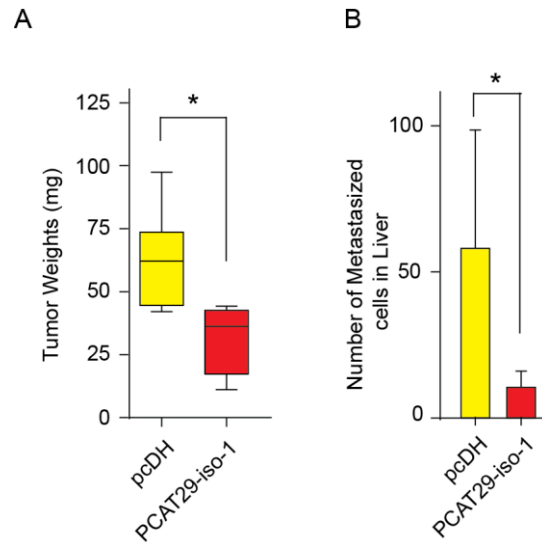 A
Tumor Weights (mg)
125
100
75
50
25
0
*
pcDH
PCAT29-iso-1
B
Number of Metastasized
cells in Liver
100
50
0
*
pcDH
PCAT29-iso-1